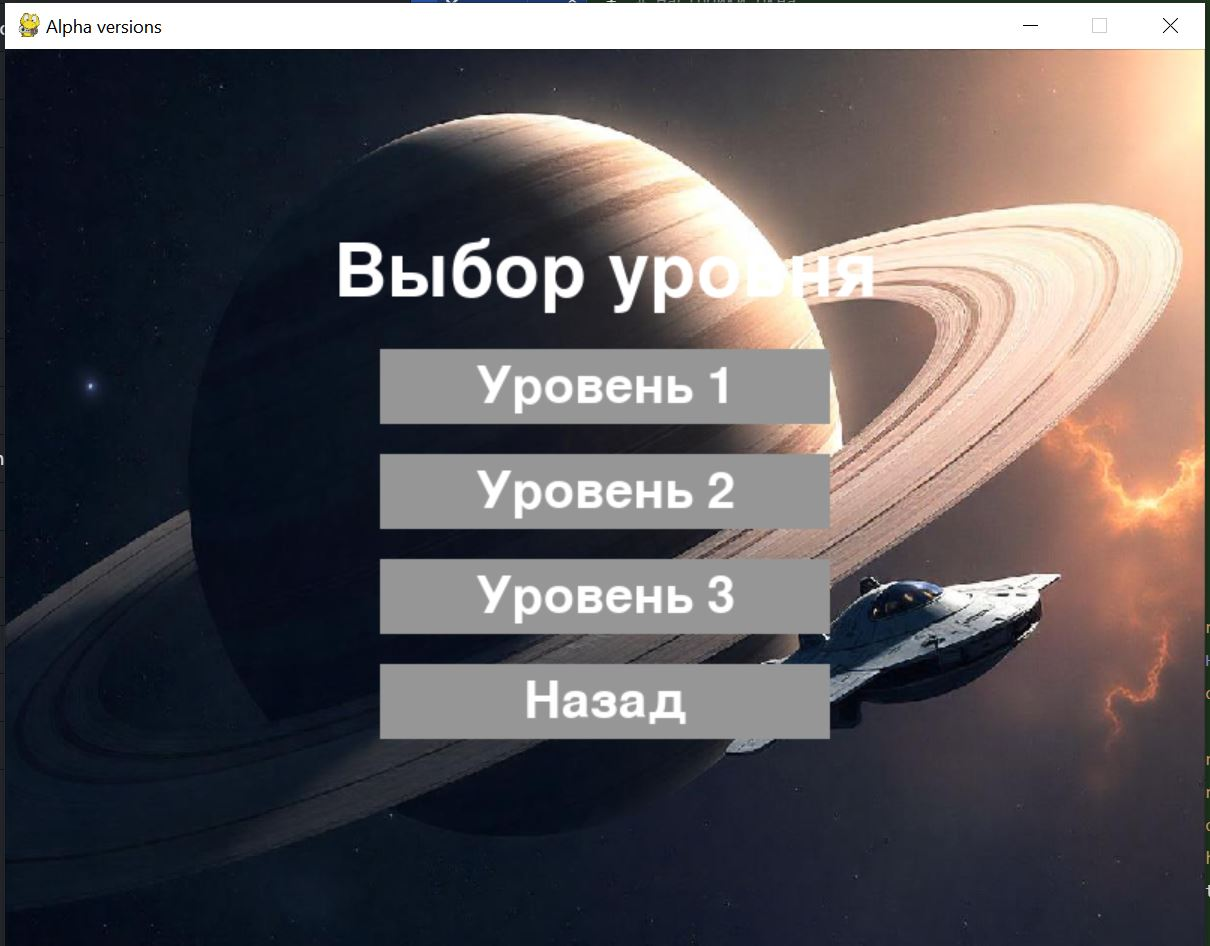 Alpha versions
Выбор уровня
Уровень 1
Уровень 2
Уровень 3
Назад